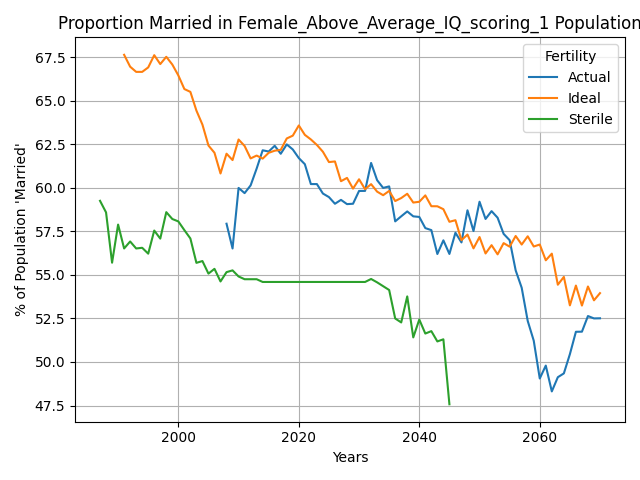 Proportion Married in Female_Above_Average_IQ_scoring_1 Population
Fertility
Actual
Ideal
Sterile
% of Population 'Married'
67.5
65.0
62.5
60.0
57.5
55.0
52.5
50.0
47.5
2000
2020
2040
2060
Years